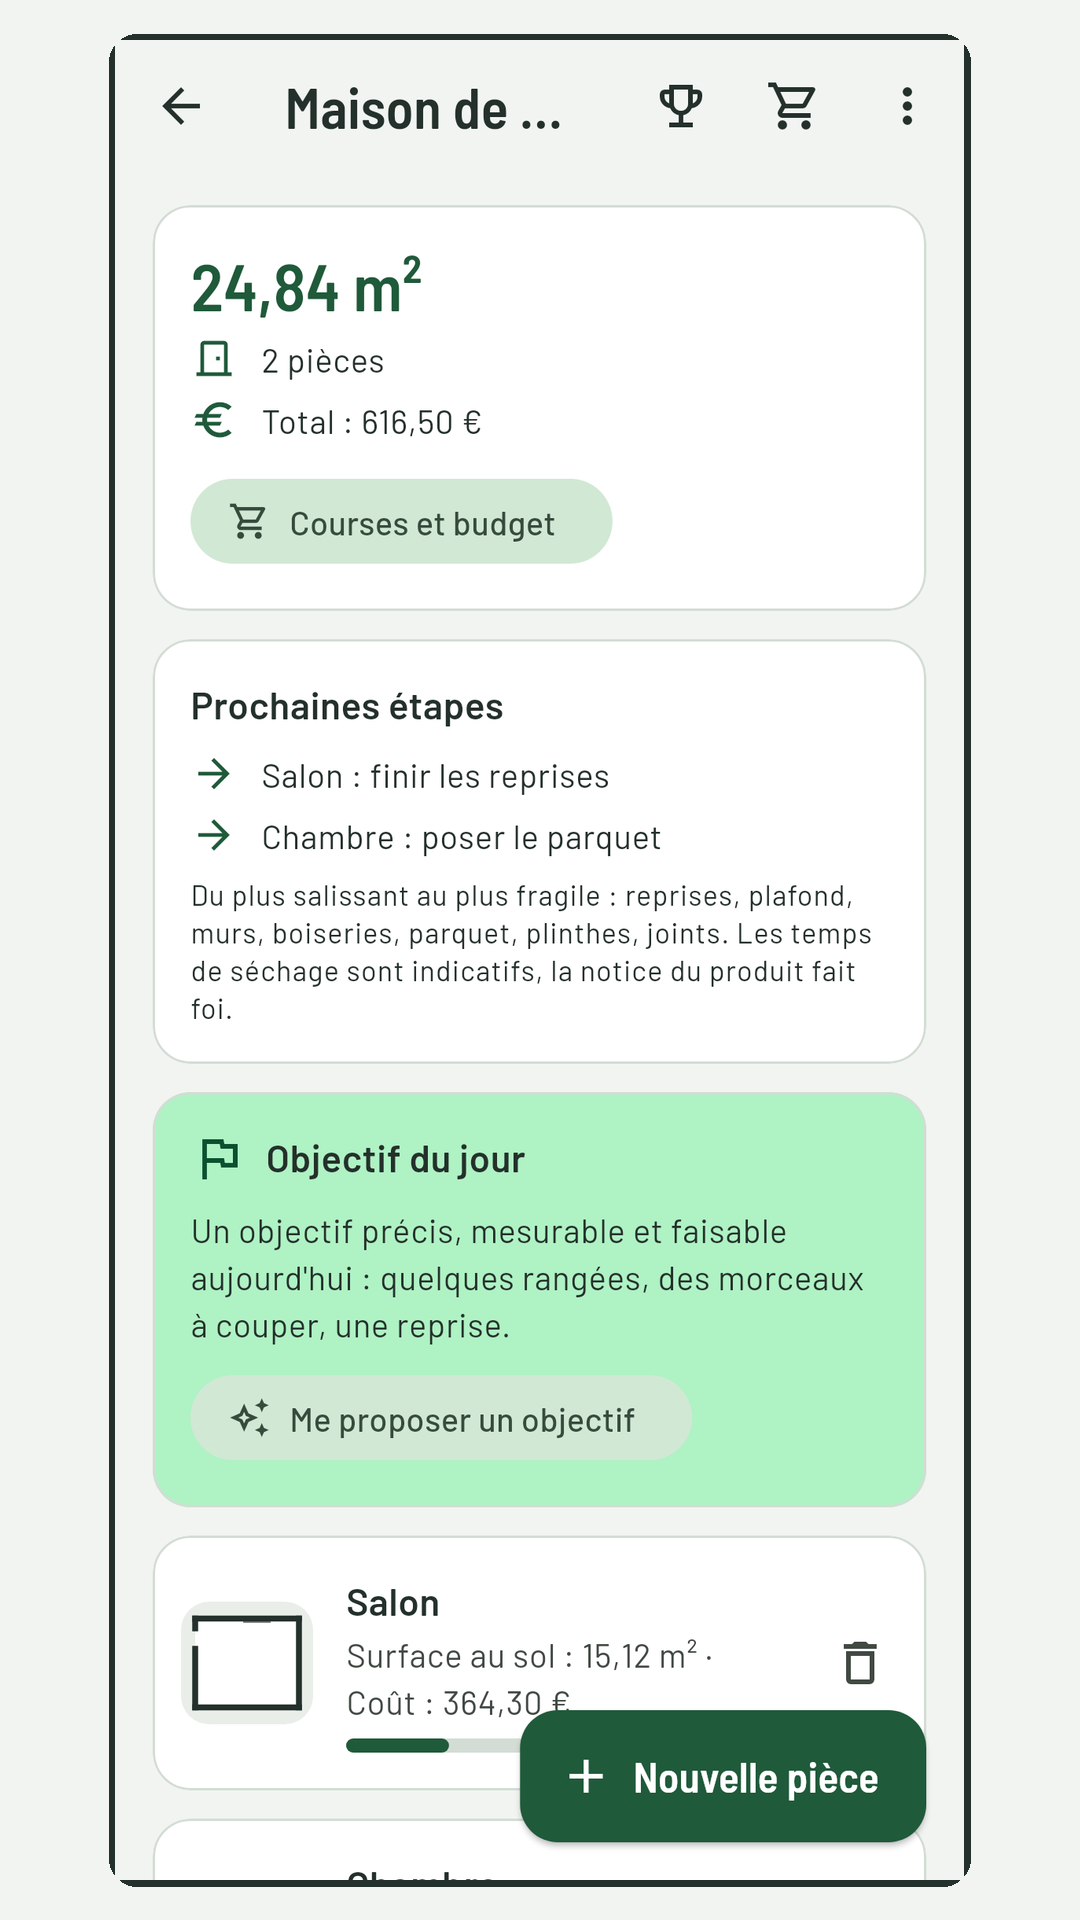 Maison de ...
24,84 m²
2 pièces
Total : 616,50 €
Courses et budget
Prochaines étapes
Salon : finir les reprises
Chambre : poser le parquet
Du plus salissant au plus fragile : reprises, plafond,
murs, boiseries, parquet, plinthes, joints. Les temps
de séchage sont indicatifs, la notice du produit fait
foi.
Objectif du jour
Un objectif précis, mesurable et faisable
aujourd'hui : quelques rangées, des morceaux
à couper, une reprise.
Me proposer un objectif
Salon
Surface au sol : 15,12 m² ·
Coût : 364,30 €
Nouvelle pièce
Chambre